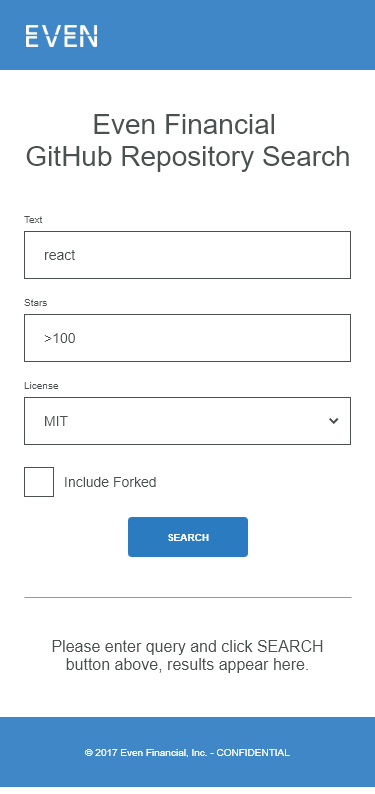 EVEN
Even Financial
GitHub Repository Search
Text
react
Stars
>100
License
MIT
Include Forked
SEARCH
Please enter query and click SEARCH
button above, results appear here.
© 2017 Even Financial, Inc. - CONFIDENTIAL